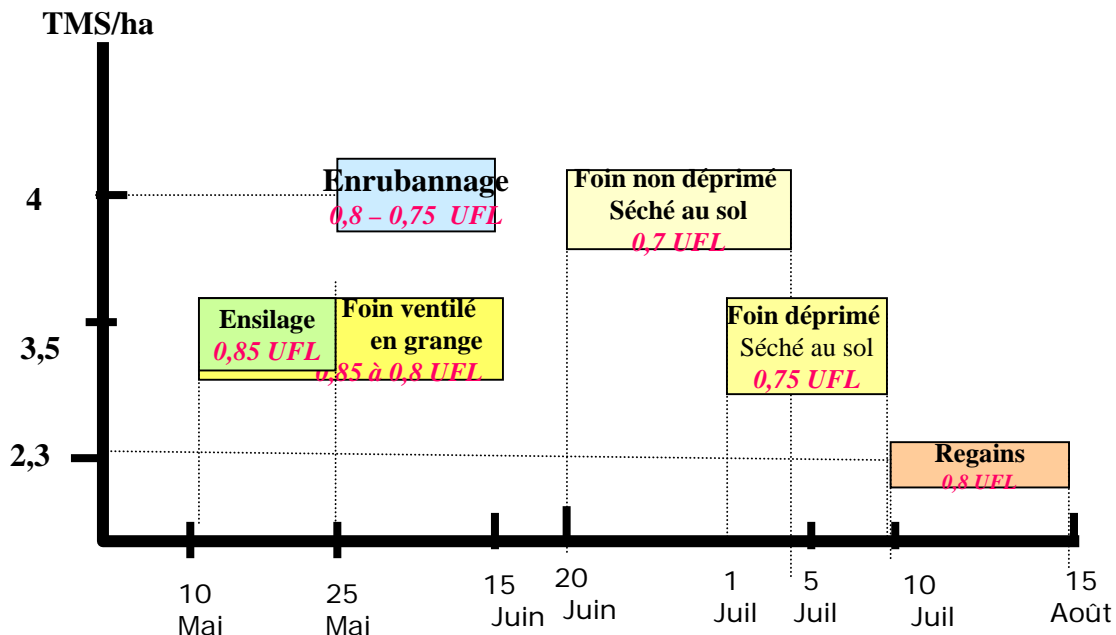 TMS/ha
4
3,5
2,3
Enrubannage
0,8 – 0,75 UFL
Foin non déprimé
Séché au sol
0,7 UFL
Ensilage
0,85 UFL
Foin ventilé
en grange
0,85 à 0,8 UFL
Foin déprimé
Séché au sol
0,75 UFL
Regains
0,8 UFL
10
Mai
25
Mai
15
Juin
20
Juin
1
Juil
5
Juil
10
Juil
15
Août